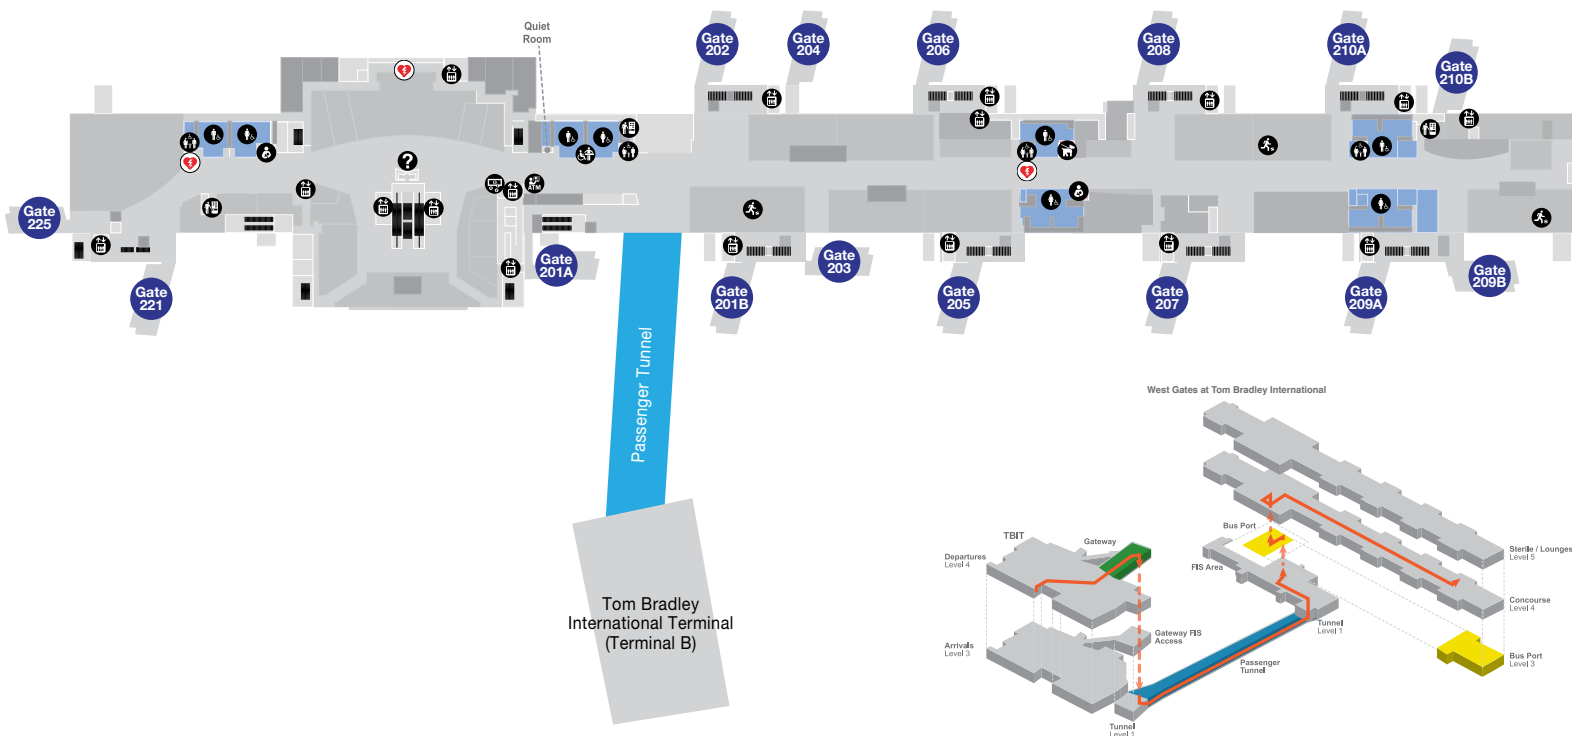 Quiet
Room
Gate
202
Gate
204
Gate
206
Gate
208
Gate
210A
Gate
210B
?
ATM
Gate
225
Gate
221
Gate
201A
Gate
201B
Gate
203
Gate
205
Gate
207
Gate
209A
Gate
209B
Passenger Tunnel
Tom Bradley
International Terminal
(Terminal B)
West Gates at Tom Bradley International
TBIT
Gateway
Departures
Level 4
Bus Port
FIS Area
Sterile / Lounges
Level 5
Concourse
Level 4
Tunnel
Level 1
Gateway FIS
Access
Arrivals
Level 3
Passenger
Tunnel
Bus Port
Level 3
Tunnel
Level 1